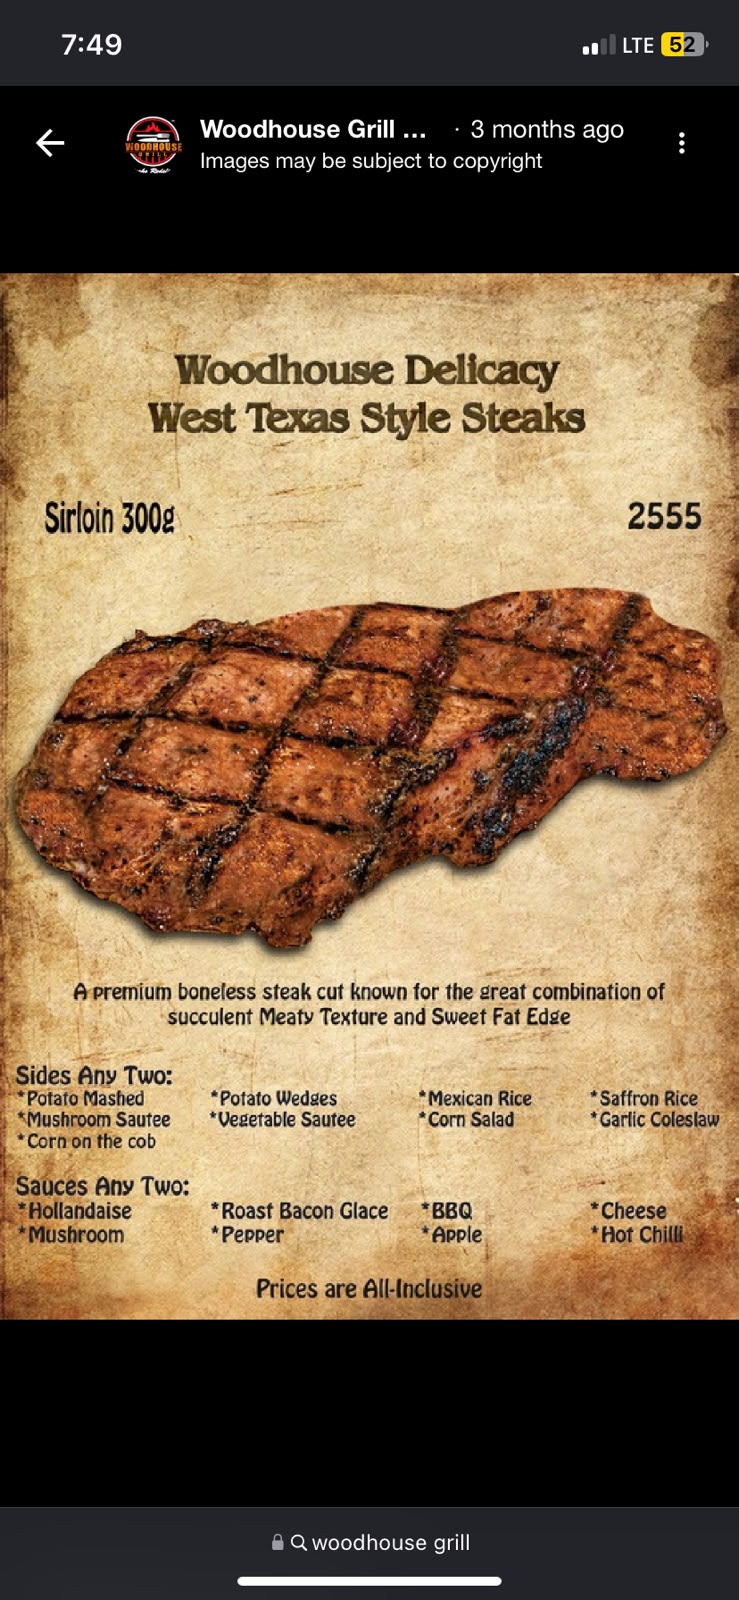 7:49
LTE 52
Woodhouse Grill ... · 3 months ago
Images may be subject to copyright
WOODHOUSE
GRILL
Woodhouse Delicacy
West Texas Style Steaks
Sirloin 300g 2555
A premium boneless steak cut known for the great combination of
succulent Meaty Texture and Sweet Fat Edge
Sides Any Two:
*Potato Mashed *Potato Wedges *Mexican Rice *Saffron Rice
*Mushroom Sautee *Vegetable Sautee *Corn Salad *Garlic Coleslaw
*Corn on the cob
Sauces Any Two:
*Hollandaise *Roast Bacon Glace *BBQ *Cheese
*Mushroom *Pepper *Apple *Hot Chilli
Prices are All-Inclusive
woodhouse grill